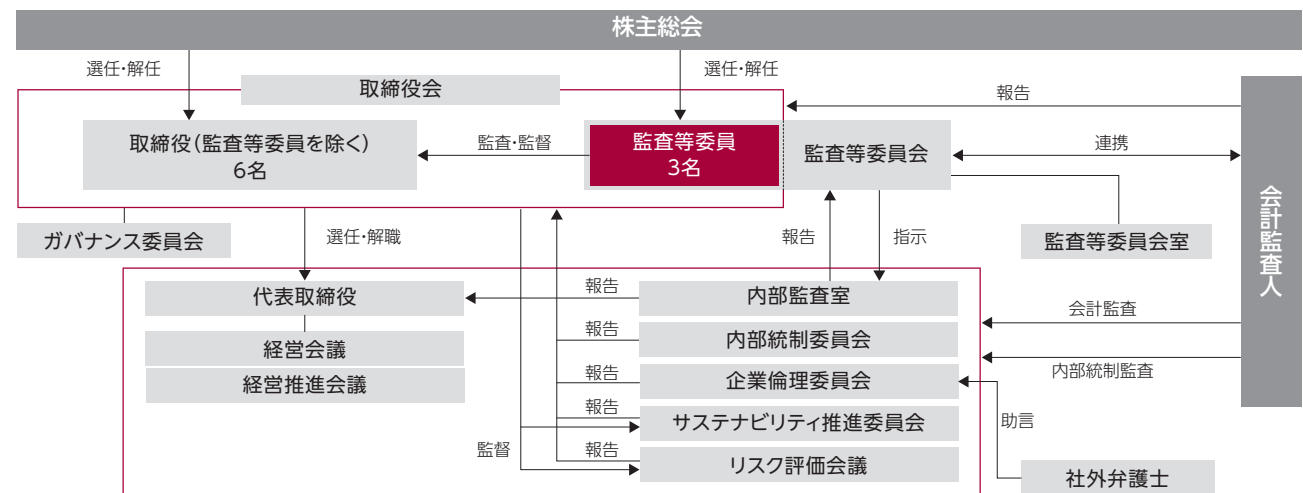 株主総会
選任・解任
選任・解任
取締役会
報告
取締役（監査等委員を除く）
6名
監査・監督
監査等委員
3名
監査等委員会
連携
会計監査人
ガバナンス委員会
選任・解職
報告
指示
監査等委員会室
代表取締役
報告
内部監査室
会計監査
経営会議
報告
内部統制委員会
経営推進会議
報告
企業倫理委員会
内部統制監査
報告
サステナビリティ推進委員会
助言
監督
報告
リスク評価会議
社外弁護士